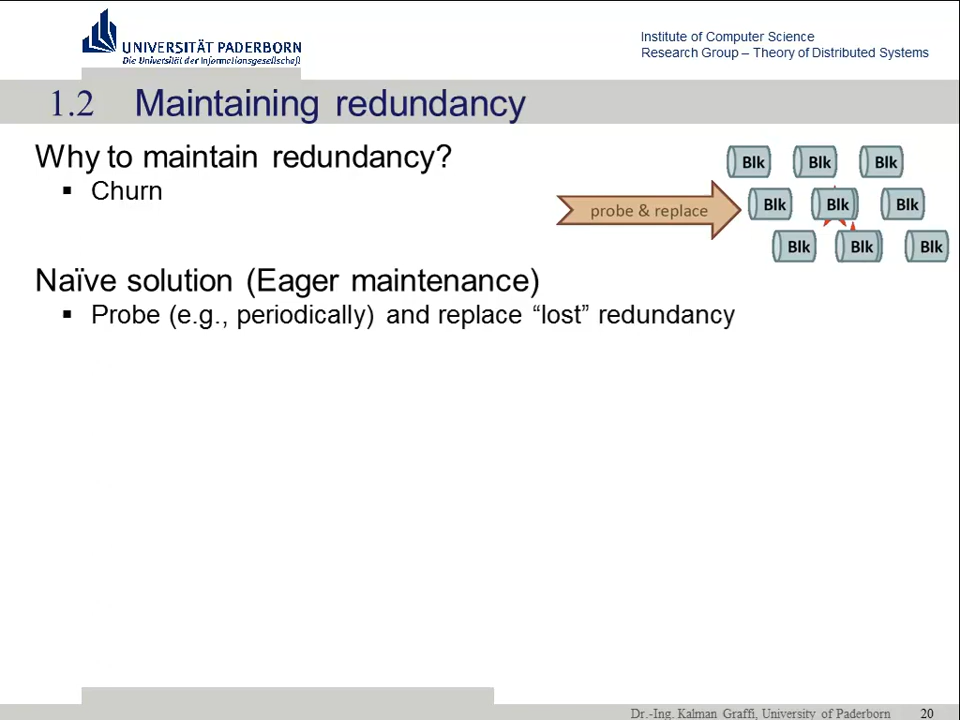 UNIVERSITÄT PADERBORN
Die Universität der Informationsgesellschaft
Institute of Computer Science
Research Group – Theory of Distributed Systems
1.2 Maintaining redundancy
Why to maintain redundancy?
▪ Churn
Blk Blk Blk
probe & replace
Blk Blk Blk
Blk Blk Blk
Naïve solution (Eager maintenance)
▪ Probe (e.g., periodically) and replace “lost” redundancy
Dr.-Ing. Kalman Graffi, University of Paderborn 20